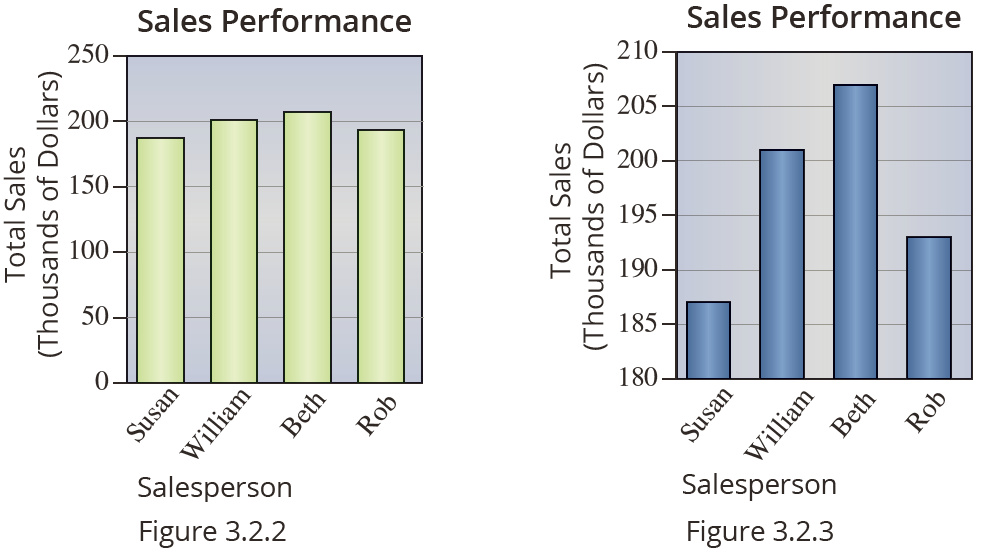 Sales Performance
Total Sales
(Thousands of Dollars)
250
200
150
100
50
0
Susan
William
Beth
Rob
Salesperson
Figure 3.2.2
Sales Performance
Total Sales
(Thousands of Dollars)
210
205
200
195
190
185
180
Susan
William
Beth
Rob
Salesperson
Figure 3.2.3